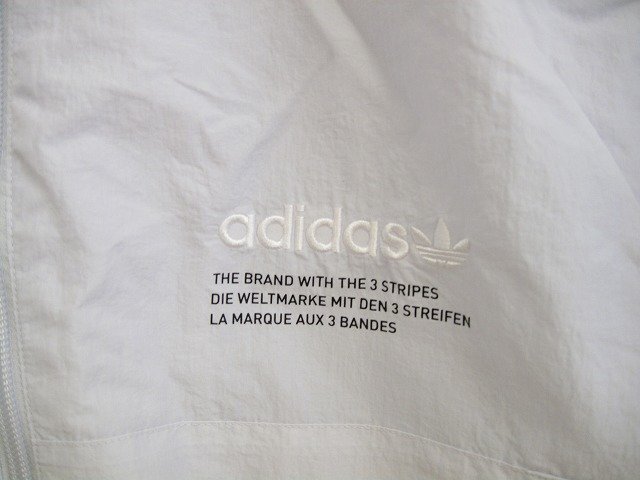 adidas
THE BRAND WITH THE 3 STRIPES
DIE WELTMARKE MIT DEN 3 STREIFEN
LA MARQUE AUX 3 BANDES